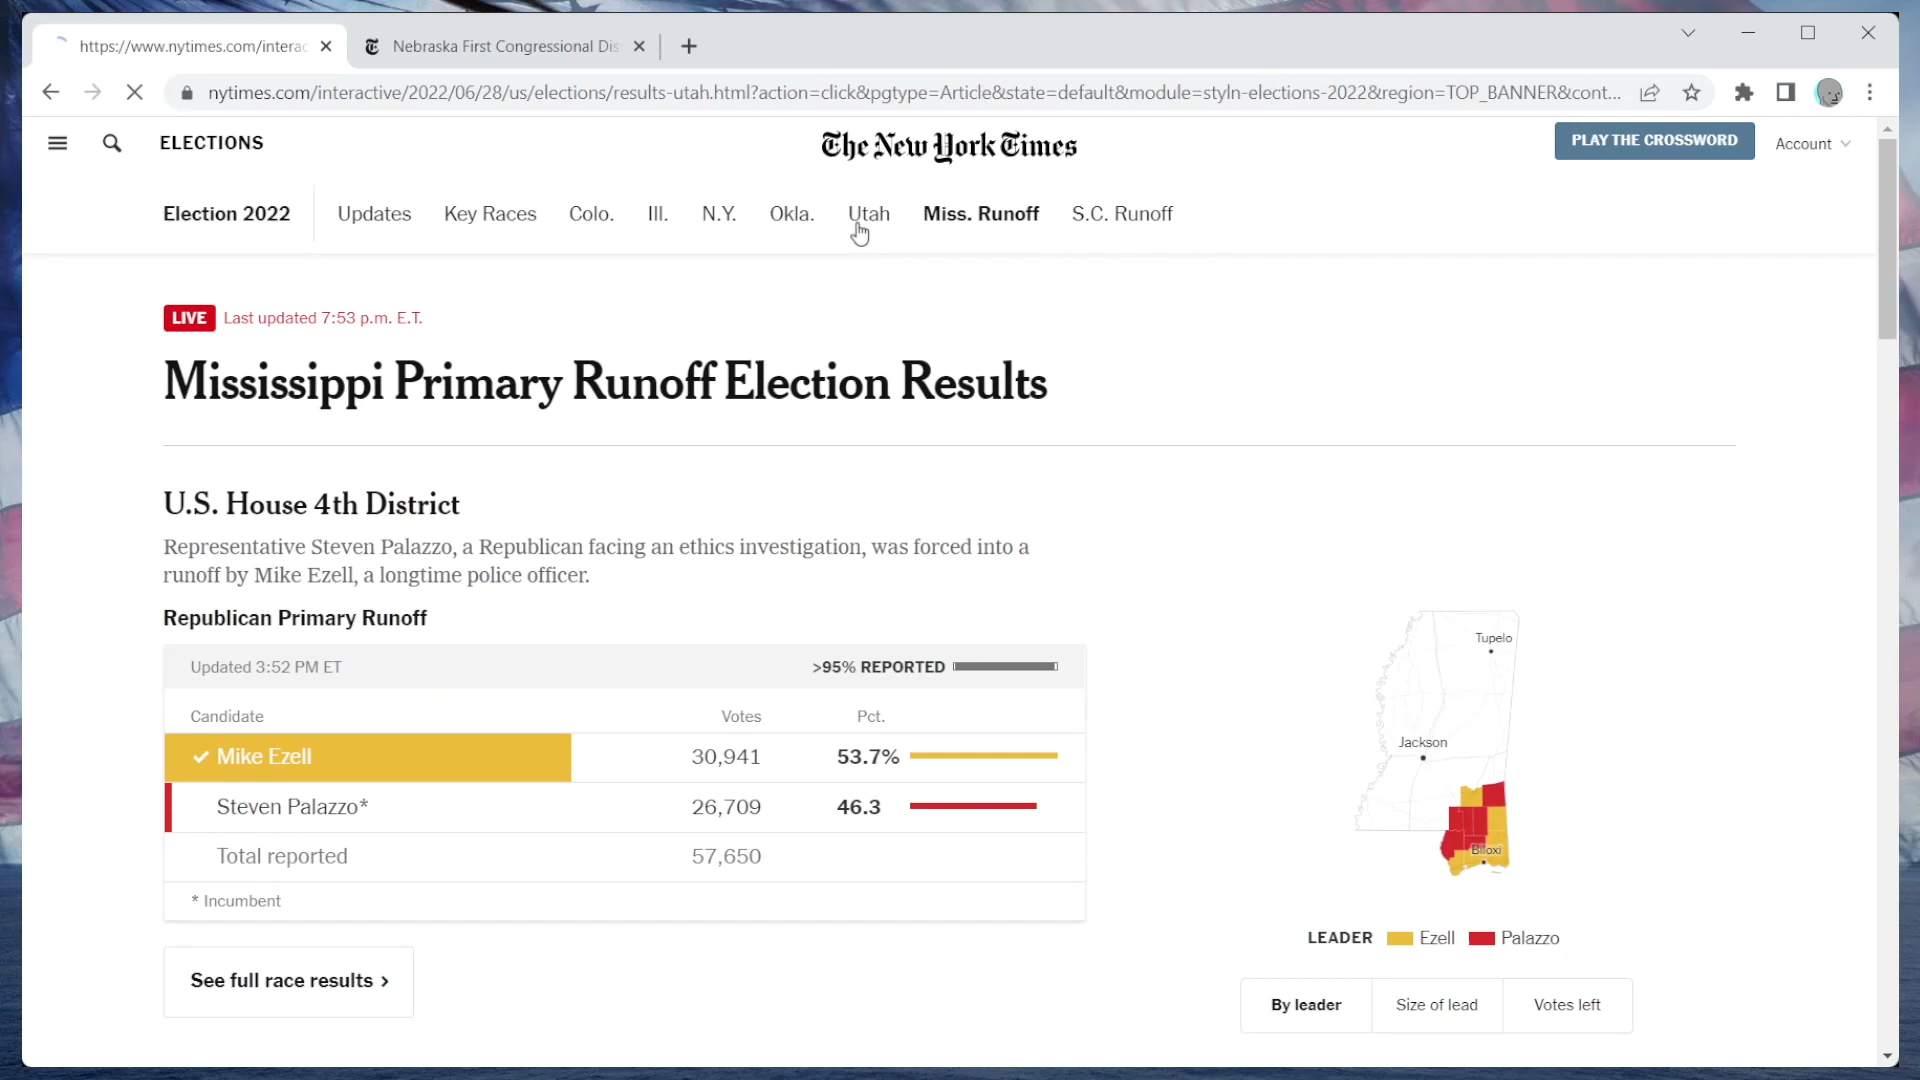 https://www.nytimes.com/interac
Nebraska First Congressional Dis
nytimes.com/interactive/2022/06/28/us/elections/results-utah.html?action=click&pgtype=Article&state=default&module=styln-elections-2022&region=TOP_BANNER&cont...
ELECTIONS
The New York Times
PLAY THE CROSSWORD
Account
Election 2022
Updates
Key Races
Colo.
Ill.
N.Y.
Okla.
Utah
Miss. Runoff
S.C. Runoff
LIVE Last updated 7:53 p.m. E.T.
Mississippi Primary Runoff Election Results
U.S. House 4th District
Representative Steven Palazzo, a Republican facing an ethics investigation, was forced into a
runoff by Mike Ezell, a longtime police officer.
Republican Primary Runoff
Updated 3:52 PM ET >95% REPORTED
Candidate Votes Pct.
Mike Ezell 30,941 53.7%
Steven Palazzo* 26,709 46.3
Total reported 57,650
* Incumbent
See full race results ›
Tupelo
Jackson
Biloxi
LEADER Ezell Palazzo
By leader Size of lead Votes left